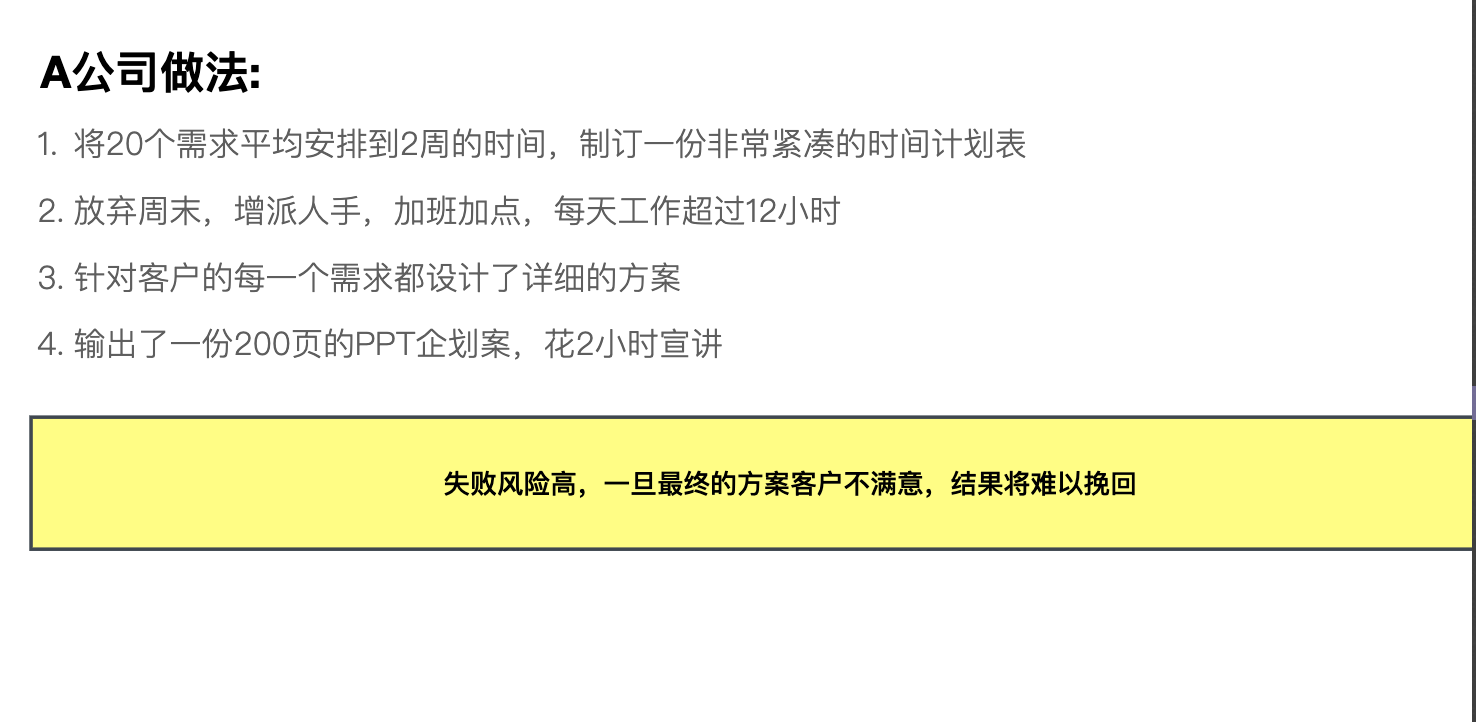 A公司做法:
1. 将20个需求平均安排到2周的时间，制订一份非常紧凑的时间计划表
2. 放弃周末，增派人手，加班加点，每天工作超过12小时
3. 针对客户的每一个需求都设计了详细的方案
4. 输出了一份200页的PPT企划案，花2小时宣讲
失败风险高，一旦最终的方案客户不满意，结果将难以挽回